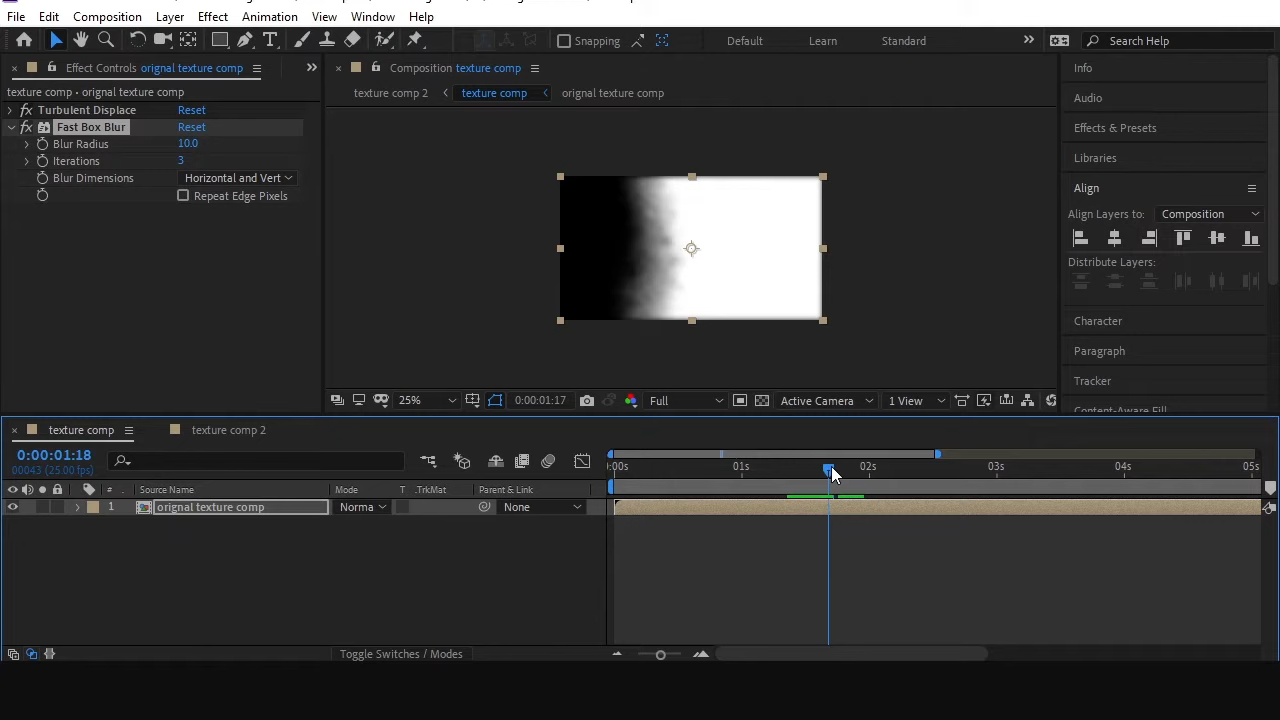 File Edit Composition Layer Effect Animation View Window Help
Snapping Default Learn Standard Search Help
Effect Controls orignal texture comp
texture comp • orignal texture comp
fx Turbulent Displace Reset
fx Fast Box Blur Reset
Blur Radius 10.0
Iterations 3
Blur Dimensions Horizontal and Vert
Repeat Edge Pixels
Composition texture comp
texture comp 2 texture comp orignal texture comp
25% 0:00:01:17 Full Active Camera 1 View
Info
Audio
Effects & Presets
Libraries
Align
Align Layers to: Composition
Distribute Layers:
Character
Paragraph
Tracker
Content-Aware Fill
texture comp texture comp 2
0:00:01:18
00043 (25.00 fps)
:00s 01s 02s 03s 04s 05s
# Source Name Mode T .TrkMat Parent & Link
1 orignal texture comp Norma None
Toggle Switches / Modes